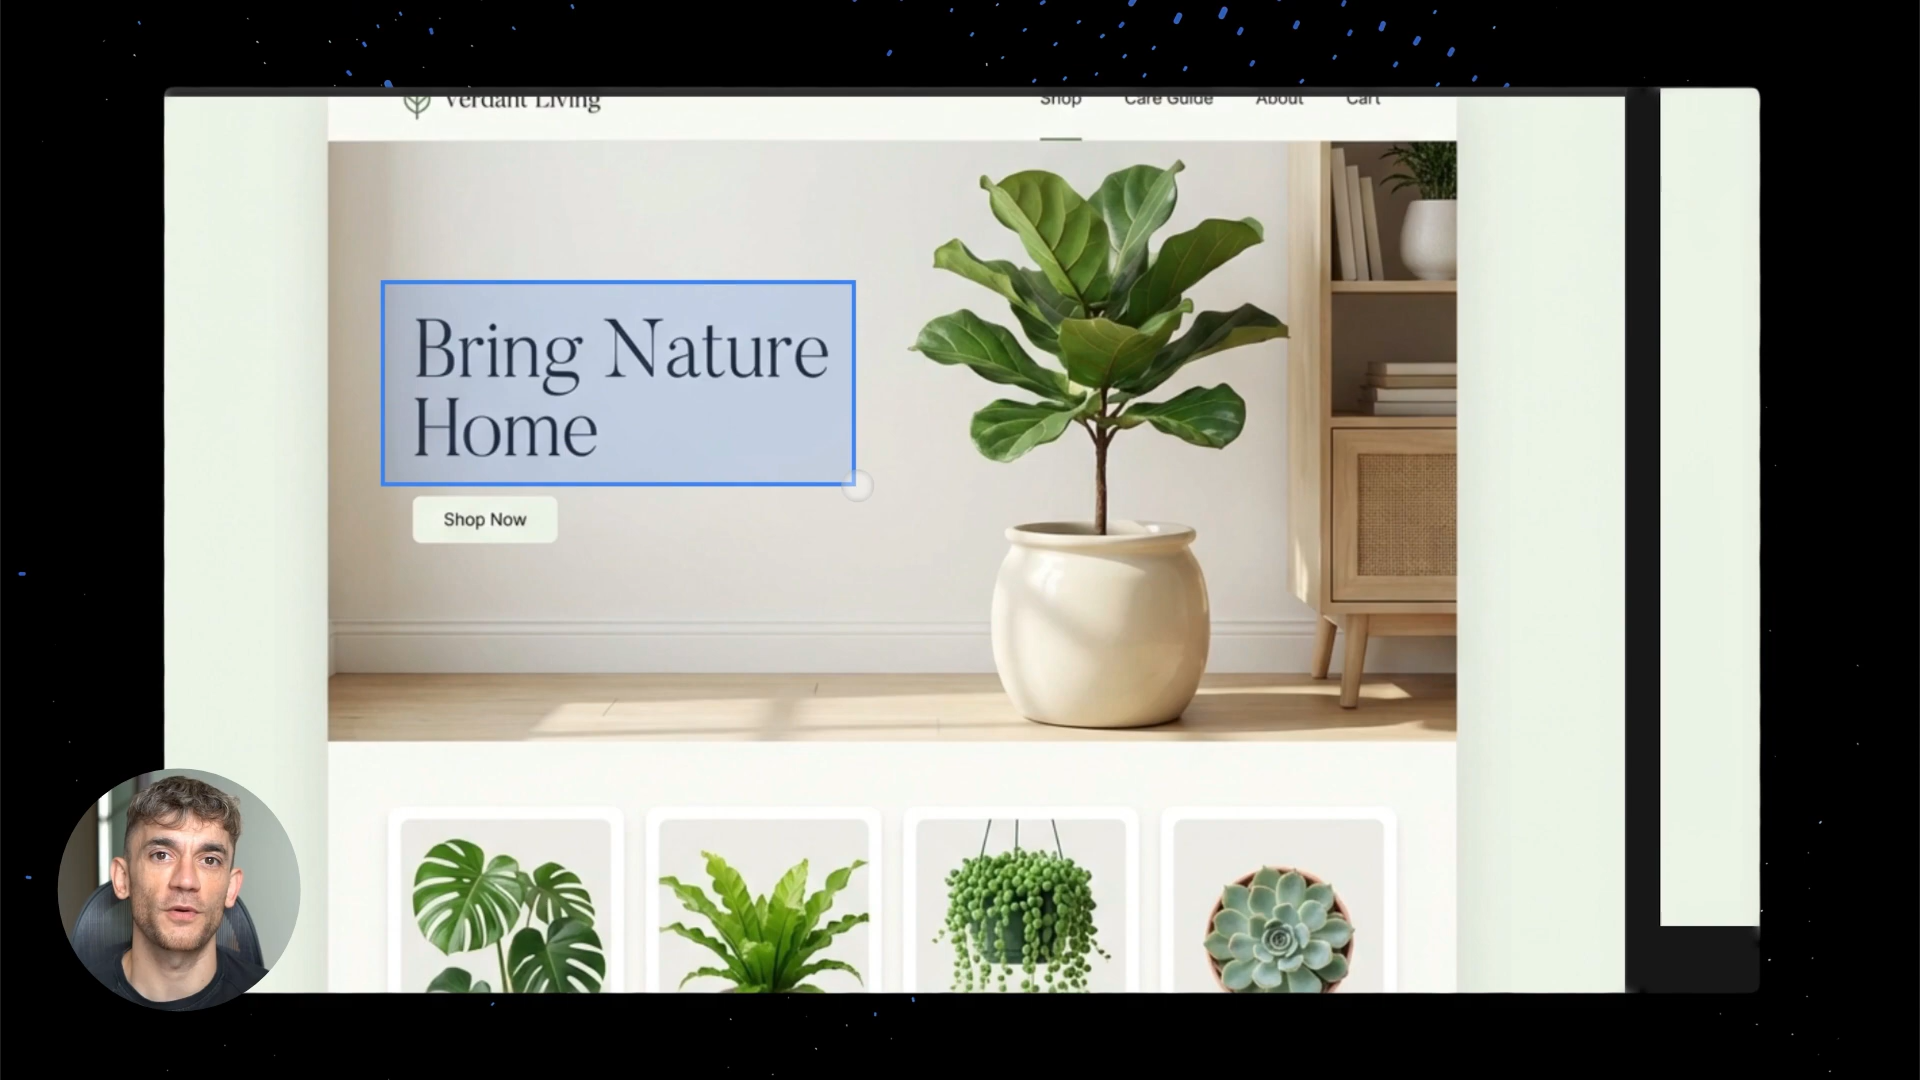 Verdant Living
Shop Care Guide About Cart
Bring Nature
Home
Shop Now